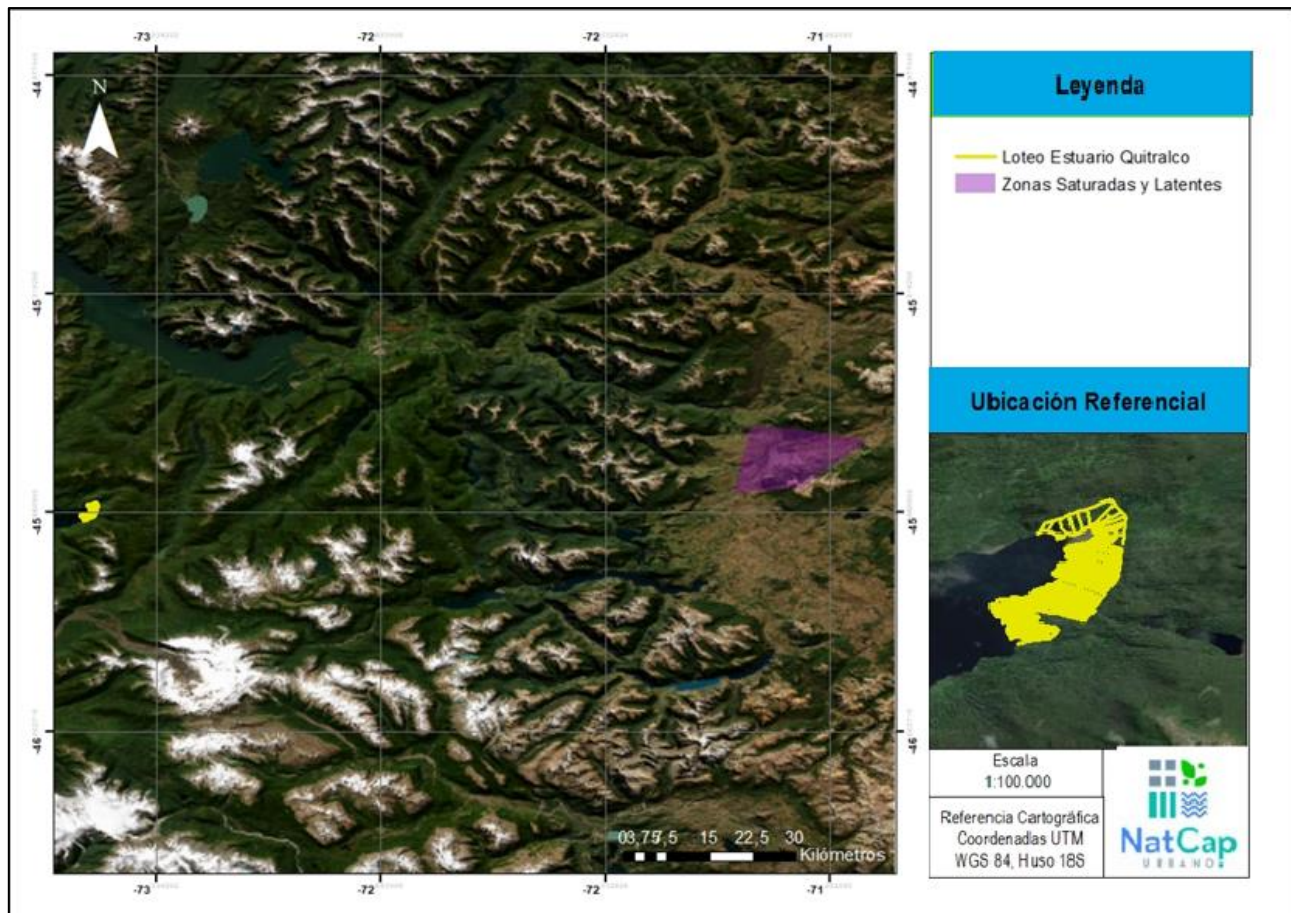 -73
-72
-72
-71
-44
-44
N
-45
-45
-45
-45
-46
-46
03,757,5 15 22,5 30
Kilómetros
-73
-72
-72
-71
Leyenda
Loteo Estuario Quitralco
Zonas Saturadas y Latentes
Ubicación Referencial
Escala
1:100.000
Referencia Cartográfica
Coordenadas UTM
WGS 84, Huso 18S
NatCap
URBANO